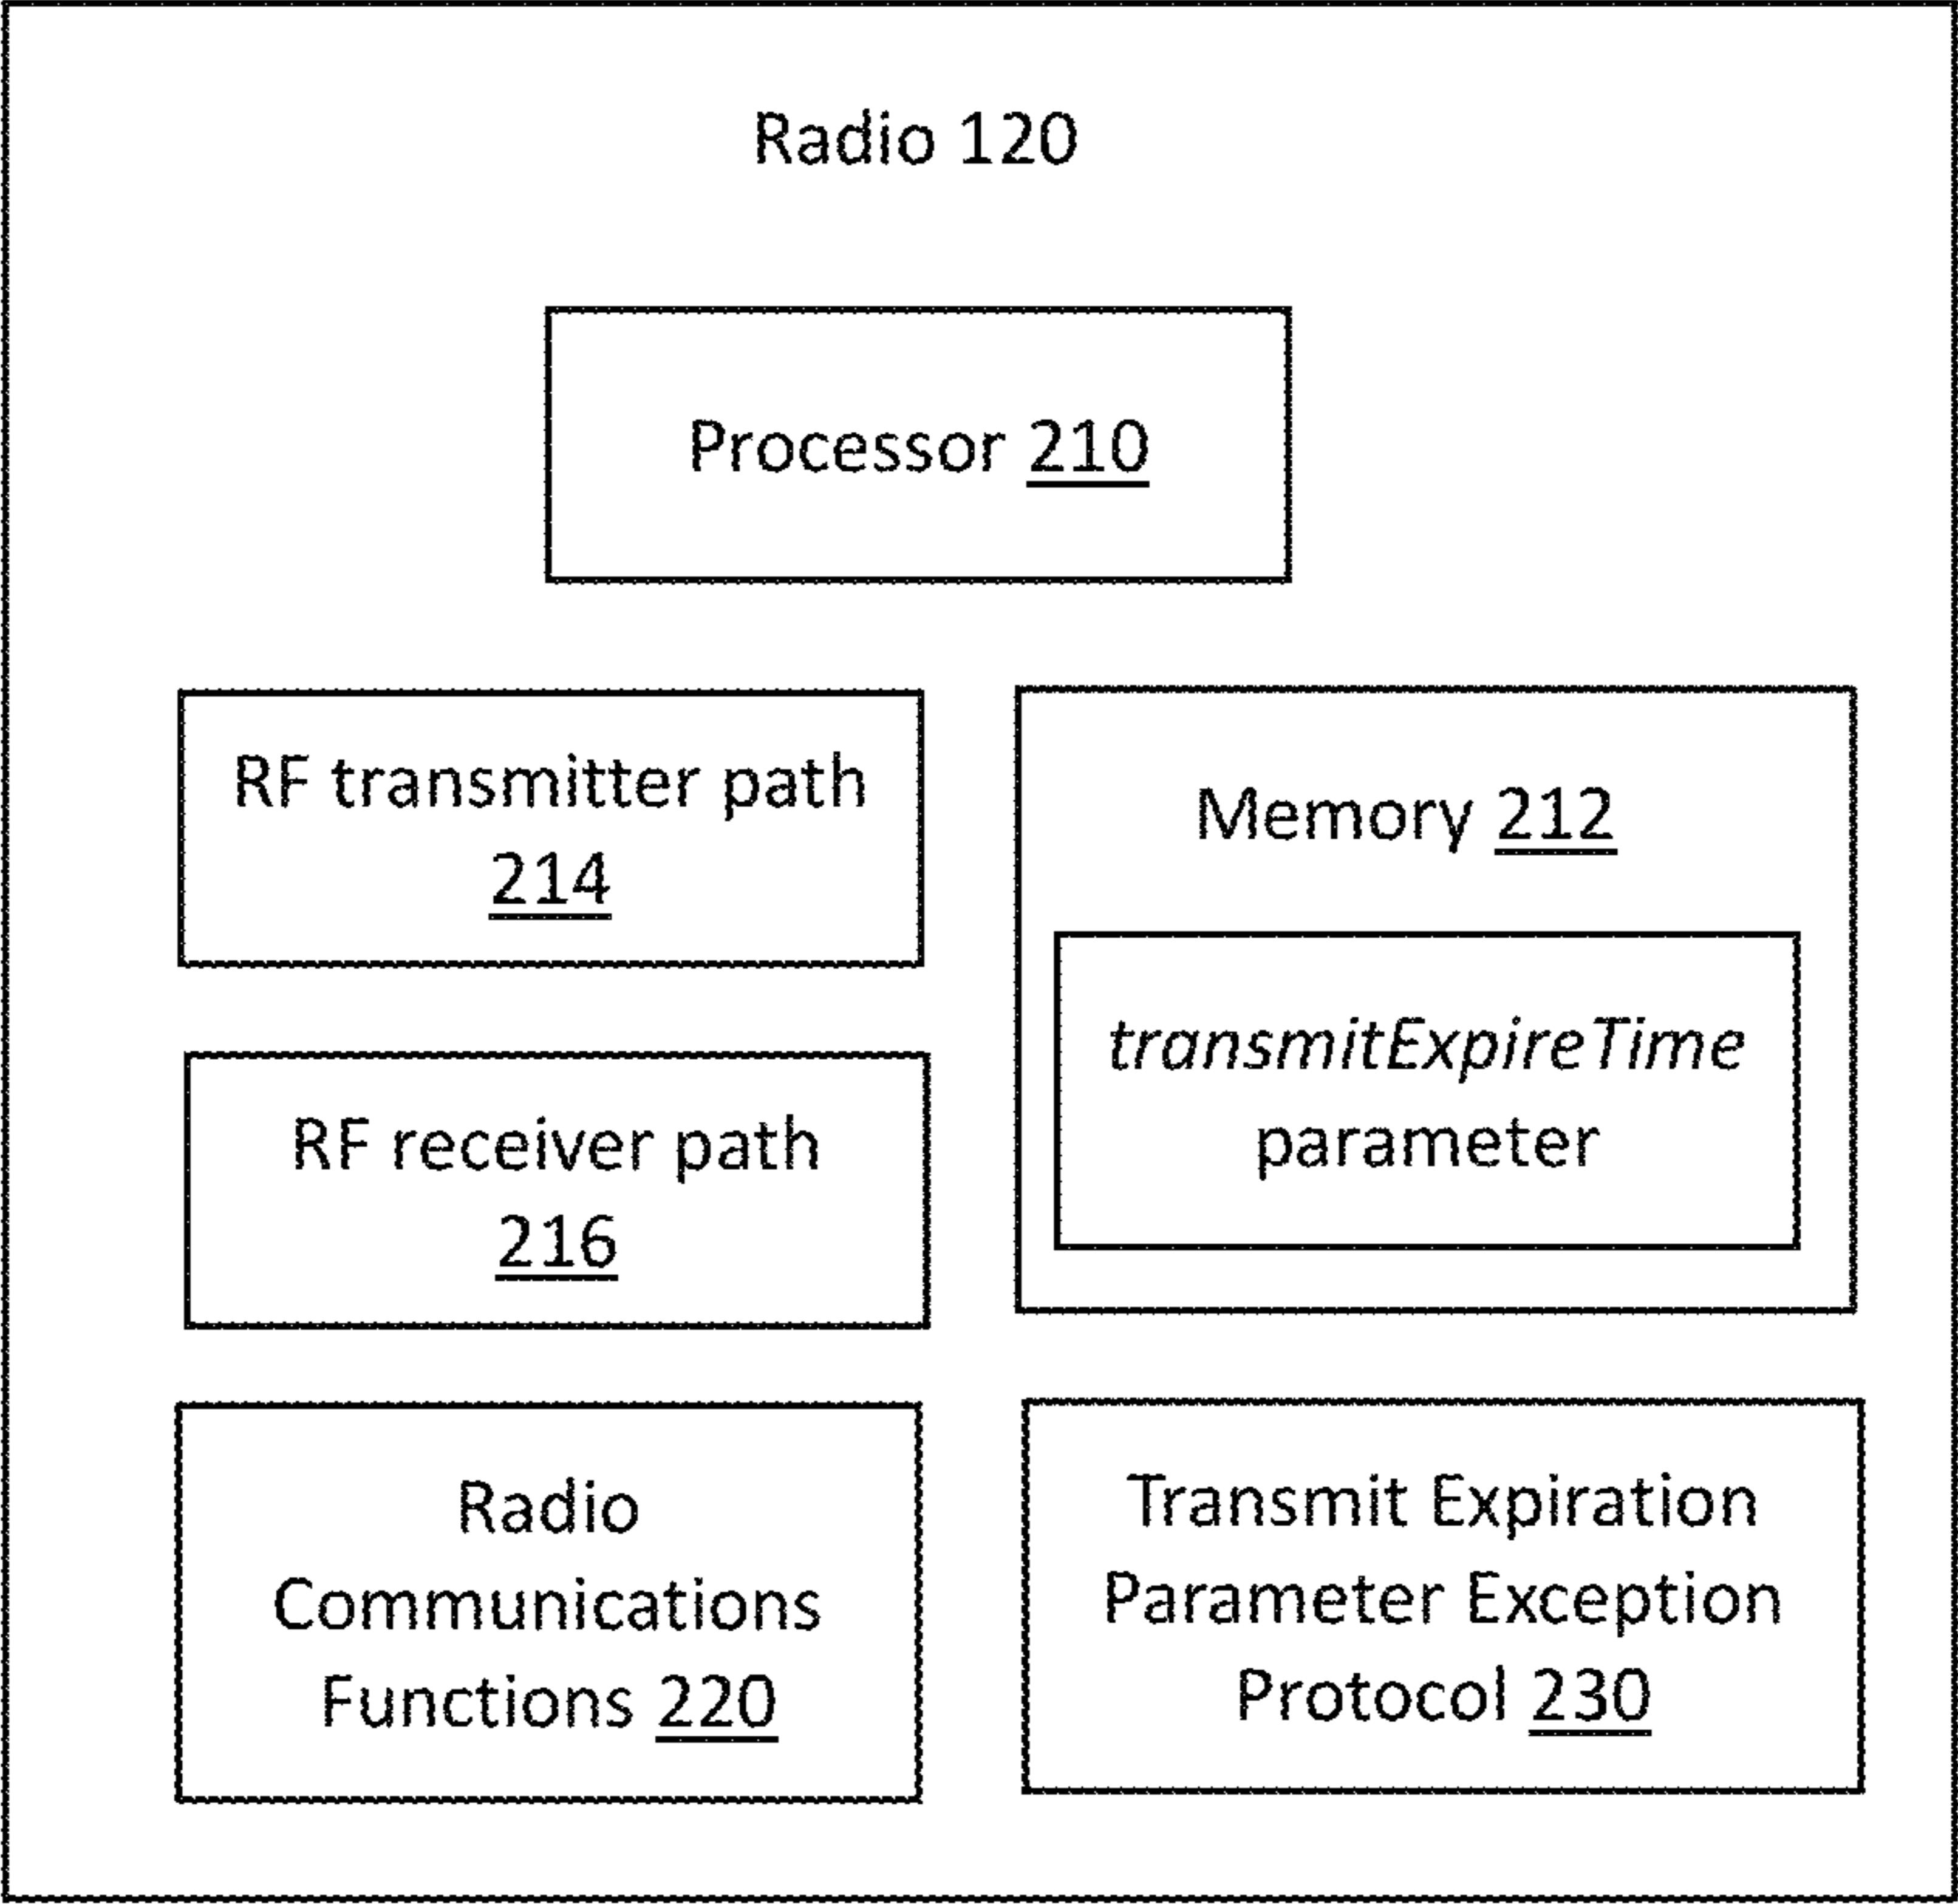 Radio 120
Processor 210
RF transmitter path
214
Memory 212
transmitExpireTime
parameter
RF receiver path
216
Radio
Communications
Functions 220
Transmit Expiration
Parameter Exception
Protocol 230